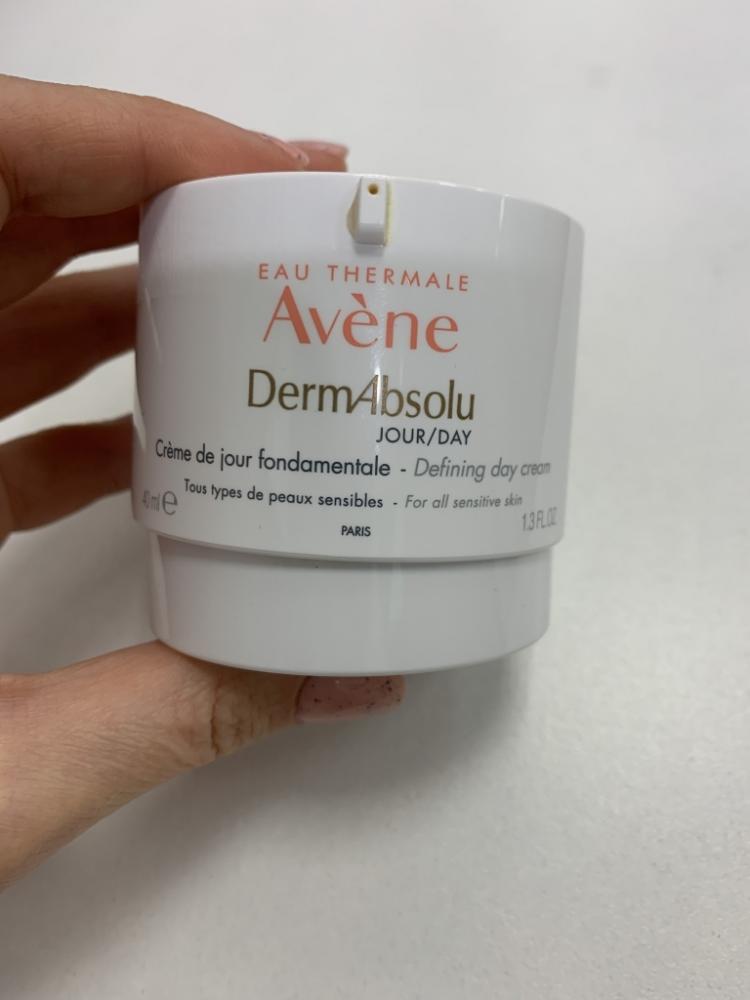 EAU THERMALE
Avène
DermAbsolu
JOUR/DAY
Crème de jour fondamentale - Defining day cream
Tous types de peaux sensibles - For all sensitive skin
40 ml ℮ 1.3 FL.OZ.
PARIS